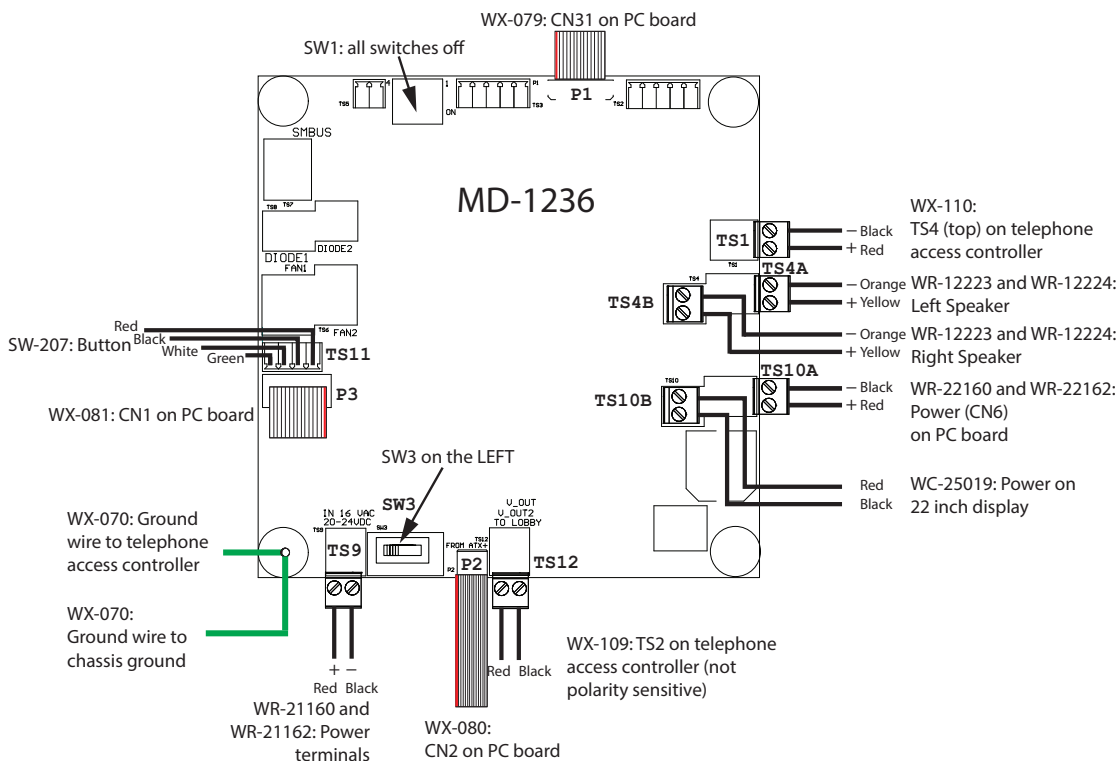 WX-079: CN31 on PC board
SW1: all switches off
4
1
ON
TS5
P1
TS3
P1
TS2
SMBUS
MD-1236
TS8
TS7
DIODE2
DIODE1
FAN1
TS6
FAN2
TS11
Red
Black
White
Green
SW-207: Button
P3
WX-081: CN1 on PC board
TS1
TS1
− Black
+ Red
WX-110:
TS4 (top) on telephone
access controller
TS4
TS4A
TS4B
− Orange
+ Yellow
WR-12223 and WR-12224:
Left Speaker
− Orange
+ Yellow
WR-12223 and WR-12224:
Right Speaker
TS10
TS10A
TS10B
− Black
+ Red
WR-22160 and WR-22162:
Power (CN6)
on PC board
Red
Black
WC-25019: Power on
22 inch display
SW3 on the LEFT
SW3
SW3
IN 16 VAC
20-24VDC
TS9
TS9
V_OUT
V_OUT2
TO LOBBY
TS12
FROM ATX+
P2
P2
TS12
WX-070: Ground
wire to telephone
access controller
WX-070:
Ground wire to
chassis ground
+ −
Red Black
WR-21160 and
WR-21162: Power
terminals
Red Black
WX-109: TS2 on telephone
access controller (not
polarity sensitive)
WX-080:
CN2 on PC board